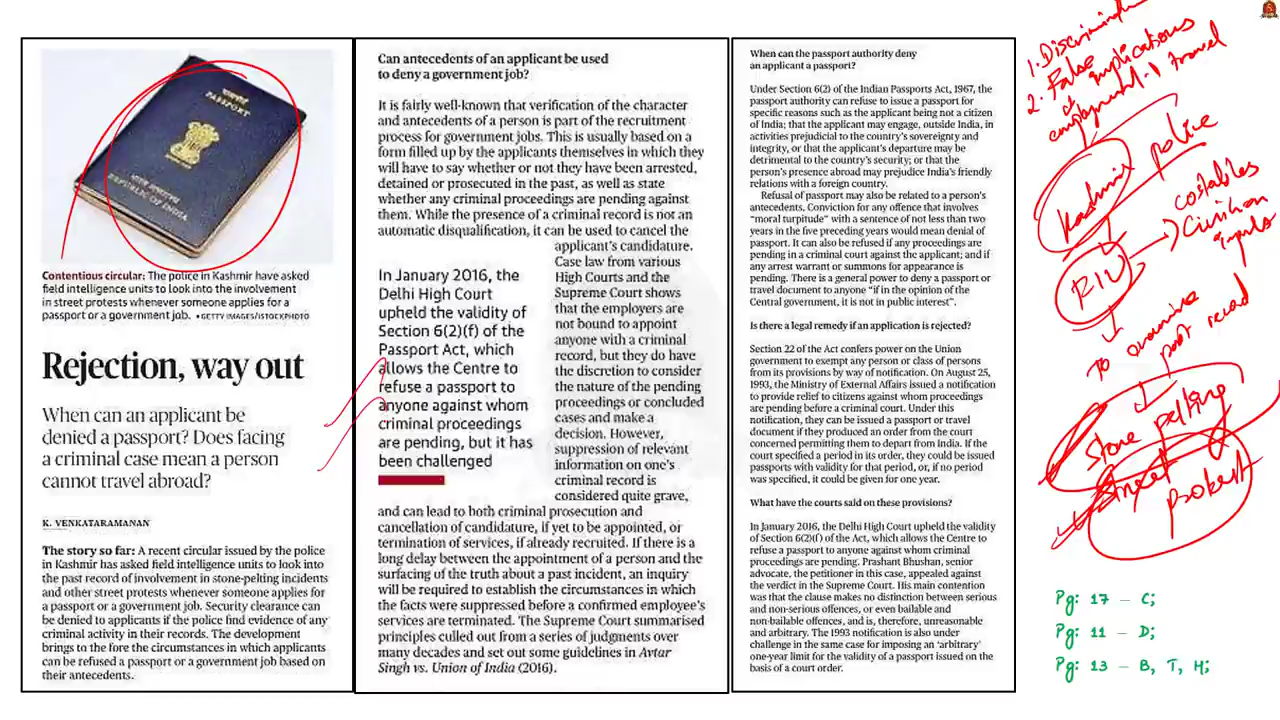 पासपोर्ट
PASSPORT
भारत गणराज्य
REPUBLIC OF INDIA
Contentious circular: The police in Kashmir have asked
field intelligence units to look into the involvement
in street protests whenever someone applies for a
passport or a government job. •GETTY IMAGES/ISTOCKPHOTO
Rejection, way out
When can an applicant be
denied a passport? Does facing
a criminal case mean a person
cannot travel abroad?
K. VENKATARAMANAN
The story so far: A recent circular issued by the police
in Kashmir has asked field intelligence units to look into
the past record of involvement in stone-pelting incidents
and other street protests whenever someone applies for
a passport or a government job. Security clearance can
be denied to applicants if the police find evidence of any
criminal activity in their records. The development
brings to the fore the circumstances in which applicants
can be refused a passport or a government job based on
their antecedents.
Can antecedents of an applicant be used
to deny a government job?
It is fairly well-known that verification of the character
and antecedents of a person is part of the recruitment
process for government jobs. This is usually based on a
form filled up by the applicants themselves in which they
will have to say whether or not they have been arrested,
detained or prosecuted in the past, as well as state
whether any criminal proceedings are pending against
them. While the presence of a criminal record is not an
automatic disqualification, it can be used to cancel the
applicant's candidature.
Case law from various
High Courts and the
Supreme Court shows
that the employers are
not bound to appoint
anyone with a criminal
record, but they do have
the discretion to consider
the nature of the pending
proceedings or concluded
cases and make a
decision. However,
suppression of relevant
information on one's
criminal record is
considered quite grave,
In January 2016, the
Delhi High Court
upheld the validity of
Section 6(2)(f) of the
Passport Act, which
allows the Centre to
refuse a passport to
anyone against whom
criminal proceedings
are pending, but it has
been challenged
and can lead to both criminal prosecution and
cancellation of candidature, if yet to be appointed, or
termination of services, if already recruited. If there is a
long delay between the appointment of a person and the
surfacing of the truth about a past incident, an inquiry
will be required to establish the circumstances in which
the facts were suppressed before a confirmed employee's
services are terminated. The Supreme Court summarised
principles culled out from a series of judgments over
many decades and set out some guidelines in Avtar
Singh vs. Union of India (2016).
When can the passport authority deny
an applicant a passport?
Under Section 6(2) of the Indian Passports Act, 1967, the
passport authority can refuse to issue a passport for
specific reasons such as the applicant being not a citizen
of India; that the applicant may engage, outside India, in
activities prejudicial to the country's sovereignty and
integrity, or that the applicant's departure may be
detrimental to the country's security; or that the
person's presence abroad may prejudice India's friendly
relations with a foreign country.
Refusal of passport may also be related to a person's
antecedents. Conviction for any offence that involves
“moral turpitude” with a sentence of not less than two
years in the five preceding years would mean denial of
passport. It can also be refused if any proceedings are
pending in a criminal court against the applicant; and if
any arrest warrant or summons for appearance is
pending. There is a general power to deny a passport or
travel document to anyone “if in the opinion of the
Central government, it is not in public interest”.
Is there a legal remedy if an application is rejected?
Section 22 of the Act confers power on the Union
government to exempt any person or class of persons
from its provisions by way of notification. On August 25,
1993, the Ministry of External Affairs issued a notification
to provide relief to citizens against whom proceedings
are pending before a criminal court. Under this
notification, they can be issued a passport or travel
document if they produced an order from the court
concerned permitting them to depart from India. If the
court specified a period in its order, they could be issued
passports with validity for that period, or, if no period
was specified, it could be given for one year.
What have the courts said on these provisions?
In January 2016, the Delhi High Court upheld the validity
of Section 6(2)(f) of the Act, which allows the Centre to
refuse a passport to anyone against whom criminal
proceedings are pending. Prashant Bhushan, senior
advocate, the petitioner in this case, appealed against
the verdict in the Supreme Court. His main contention
was that the clause makes no distinction between serious
and non-serious offences, or even bailable and
non-bailable offences, and is, therefore, unreasonable
and arbitrary. The 1993 notification is also under
challenge in the same case for imposing an 'arbitrary'
one-year limit for the validity of a passport issued on the
basis of a court order.
2. False implications
employment travel
Kashmir police
costables
Civilian
inputs
To examine
past record
Stone pelting
Street
protest
Pg: 17 - C;
Pg: 11 - D;
Pg: 13 - B, T, H;